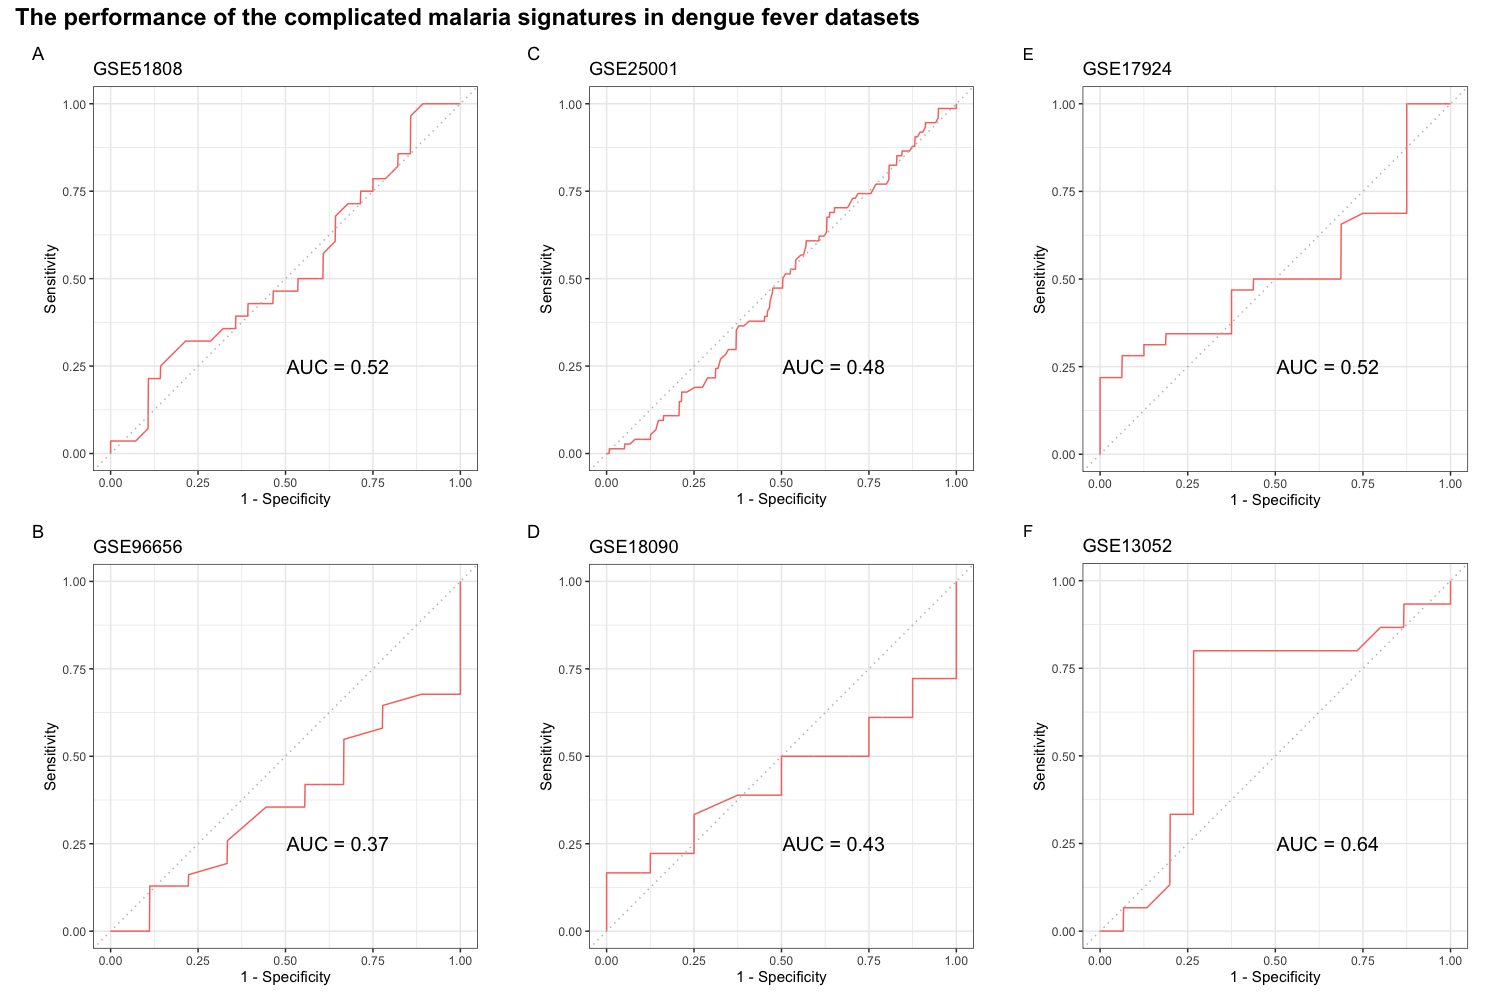 The performance of the complicated malaria signatures in dengue fever datasets
A
GSE51808
1.00
0.75
0.50
0.25
0.00
Sensitivity
AUC = 0.52
0.00 0.25 0.50 0.75 1.00
1 - Specificity
C
GSE25001
1.00
0.75
0.50
0.25
0.00
Sensitivity
AUC = 0.48
0.00 0.25 0.50 0.75 1.00
1 - Specificity
E
GSE17924
1.00
0.75
0.50
0.25
0.00
Sensitivity
AUC = 0.52
0.00 0.25 0.50 0.75 1.00
1 - Specificity
B
GSE96656
1.00
0.75
0.50
0.25
0.00
Sensitivity
AUC = 0.37
0.00 0.25 0.50 0.75 1.00
1 - Specificity
D
GSE18090
1.00
0.75
0.50
0.25
0.00
Sensitivity
AUC = 0.43
0.00 0.25 0.50 0.75 1.00
1 - Specificity
F
GSE13052
1.00
0.75
0.50
0.25
0.00
Sensitivity
AUC = 0.64
0.00 0.25 0.50 0.75 1.00
1 - Specificity